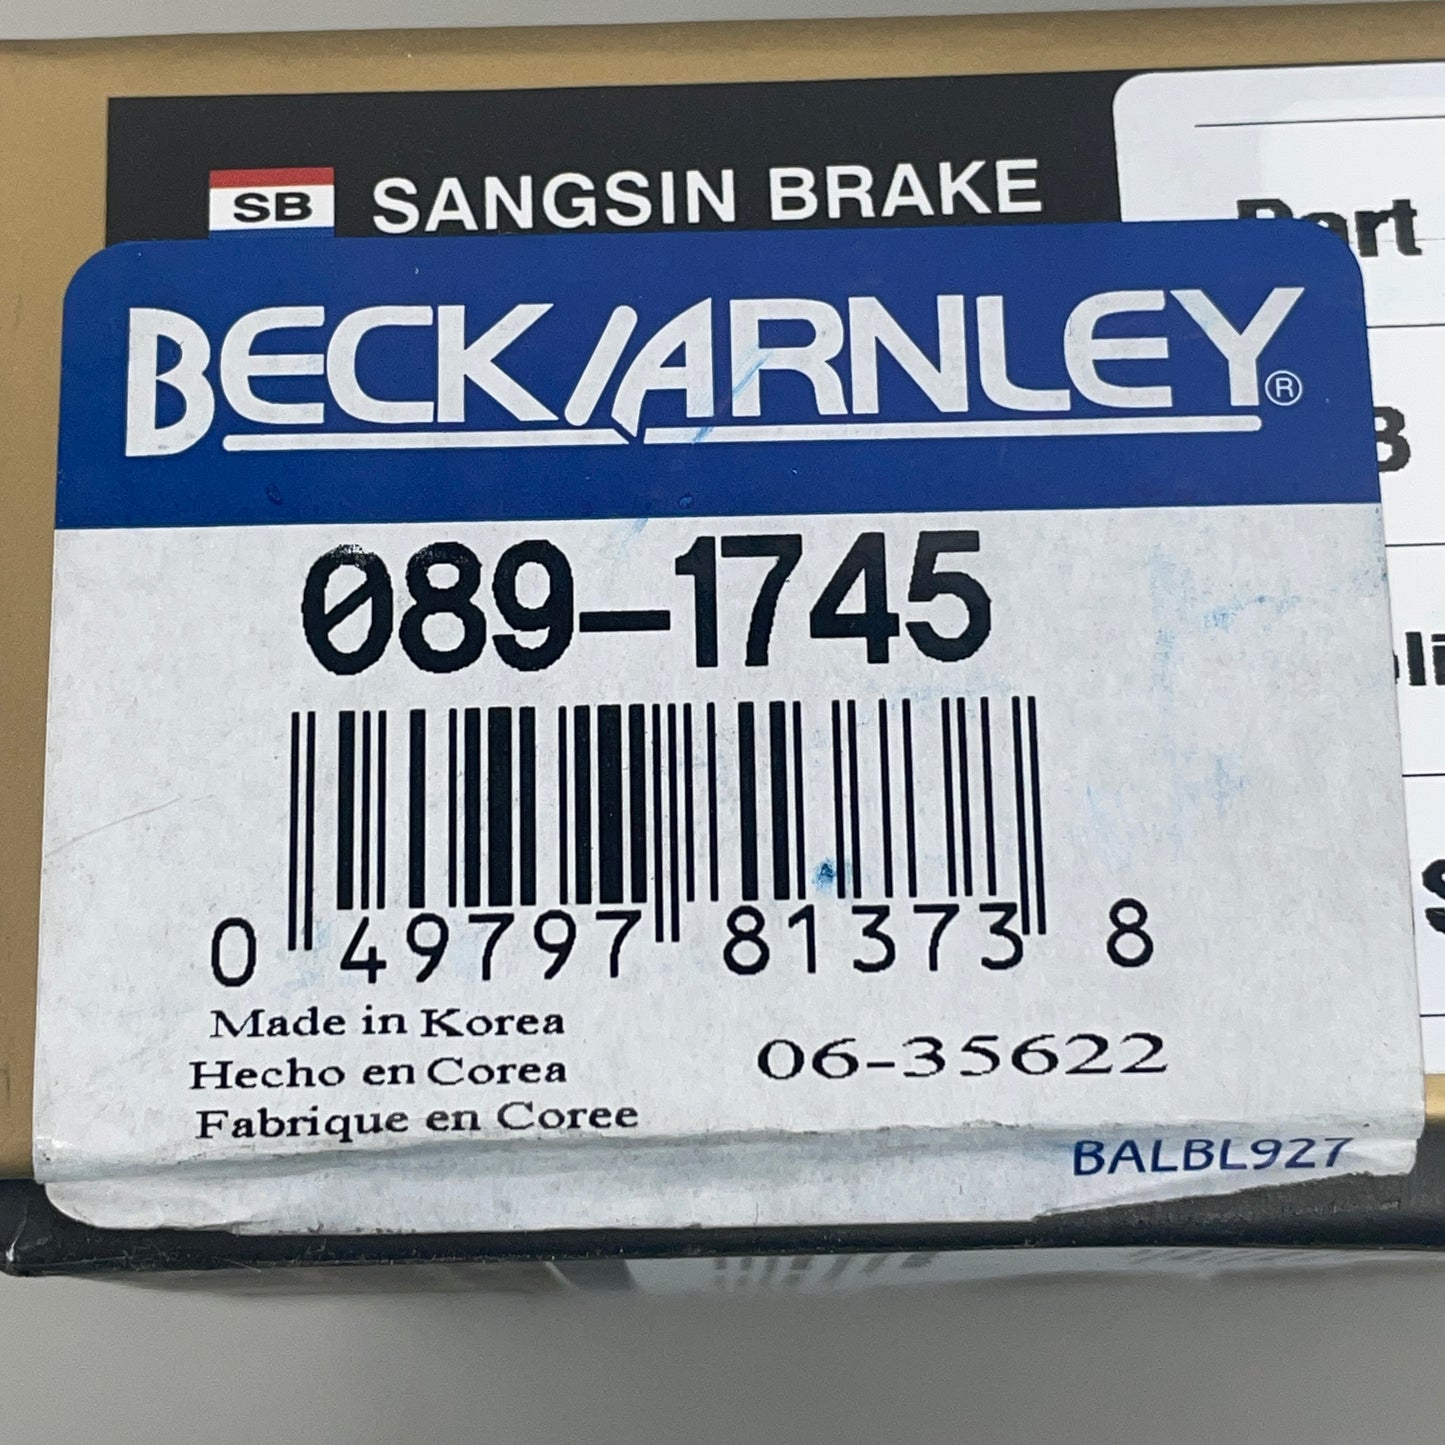 SB SANGSIN BRAKE
Part
BECK/ARNLEY®
089-1745
0 49797 81373 8
Made in Korea
Hecho en Corea
Fabrique en Coree
06-35622
BALBL927